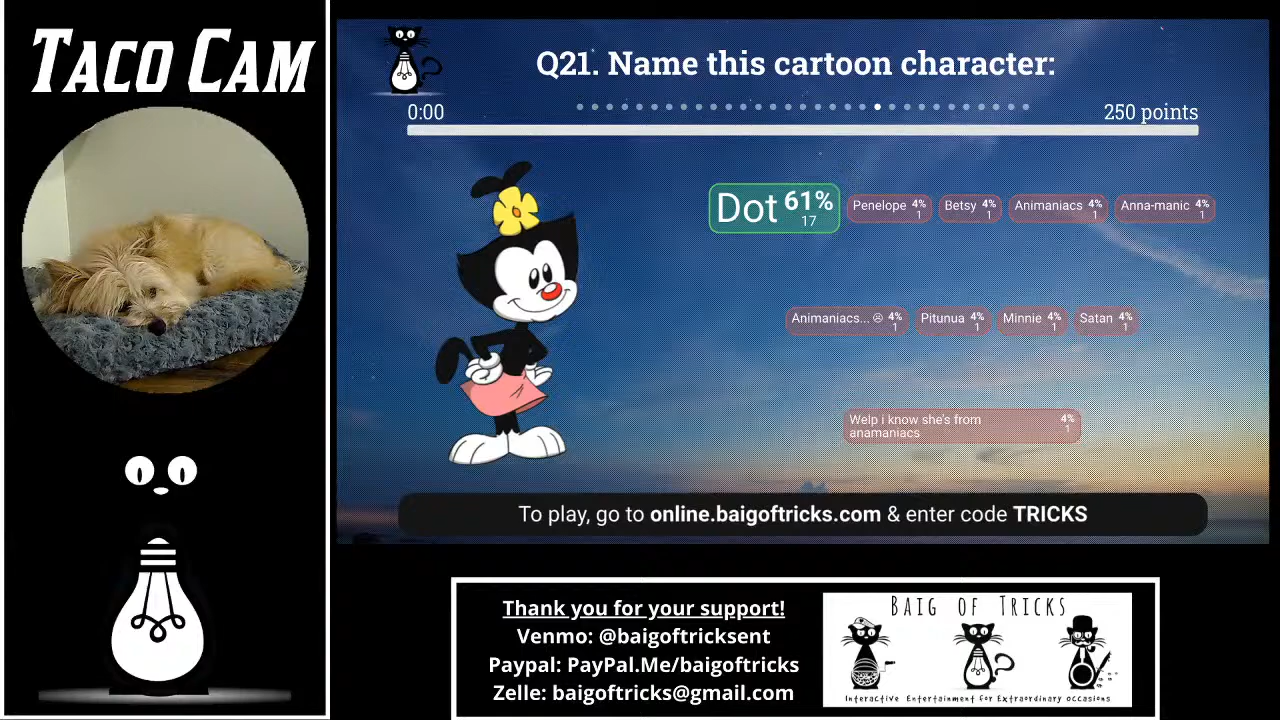 TACO CAM
Q21. Name this cartoon character:
0:00
250 points
Dot 61% 17
Penelope 4% 1
Betsy 4% 1
Animaniacs 4% 1
Anna-manic 4% 1
Animaniacs... ☹ 4% 1
Pitunua 4% 1
Minnie 4% 1
Satan 4% 1
Welp i know she's from
anamaniacs
4% 1
To play, go to online.baigoftricks.com & enter code TRICKS
Thank you for your support!
Venmo: @baigoftricksent
Paypal: PayPal.Me/baigoftricks
Zelle: baigoftricks@gmail.com
BAIG OF TRICKS
Interactive Entertainment for Extraordinary occasions